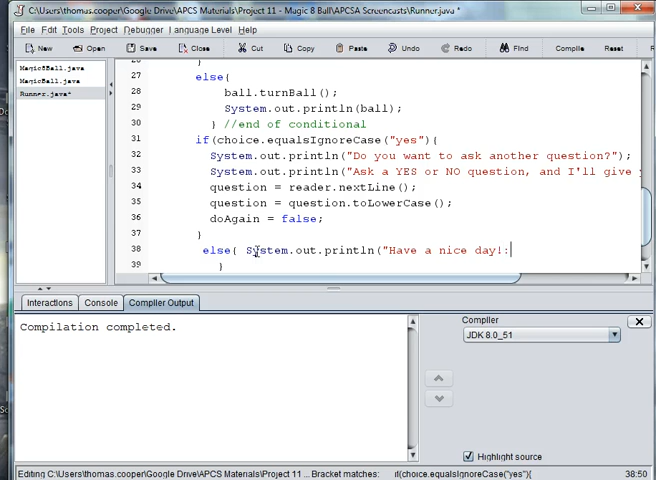 C:\Users\thomas.cooper\Google Drive\APCS Materials\Project 11 - Magic 8 Ball\APCSA Screencasts\Runner.java *
File Edit Tools Project Debugger Language Level Help
New Open Save Close Cut Copy Paste Undo Redo Find Compile Reset
Magic8Ball.java
MagicBall.java
Runner.java*
27 else{
28 ball.turnBall();
29 System.out.println(ball);
30 } //end of conditional
31 if(choice.equalsIgnoreCase("yes"){
32 System.out.println("Do you want to ask another question?");
33 System.out.println("Ask a YES or NO question, and I'll give
34 question = reader.nextLine();
35 question = question.toLowerCase();
36 doAgain = false;
37 }
38 else{ System.out.println("Have a nice day!:
39 }
Interactions Console Compiler Output
Compilation completed.
Compiler
JDK 8.0_51
Highlight source
Editing C:\Users\thomas.cooper\Google Drive\APCS Materials\Project 11 ... Bracket matches: if(choice.equalsIgnoreCase("yes"){ 38:50